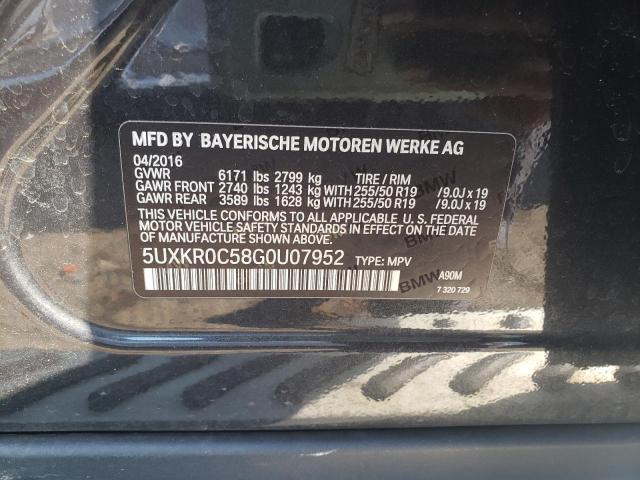 MFD BY BAYERISCHE MOTOREN WERKE AG
04/2016
GVWR 6171 lbs 2799 kg TIRE / RIM
GAWR FRONT 2740 lbs 1243 kg WITH 255/50 R19 /9.0J x 19
GAWR REAR 3589 lbs 1628 kg WITH 255/50 R19 /9.0J x 19
THIS VEHICLE CONFORMS TO ALL APPLICABLE U. S. FEDERAL
MOTOR VEHICLE SAFETY STANDARDS IN EFFECT ON THE
DATE OF MANUFACTURE SHOWN ABOVE.
5UXKR0C58G0U07952 TYPE: MPV
A90M
7 320 729
BMW
BMW
BMW
BMW